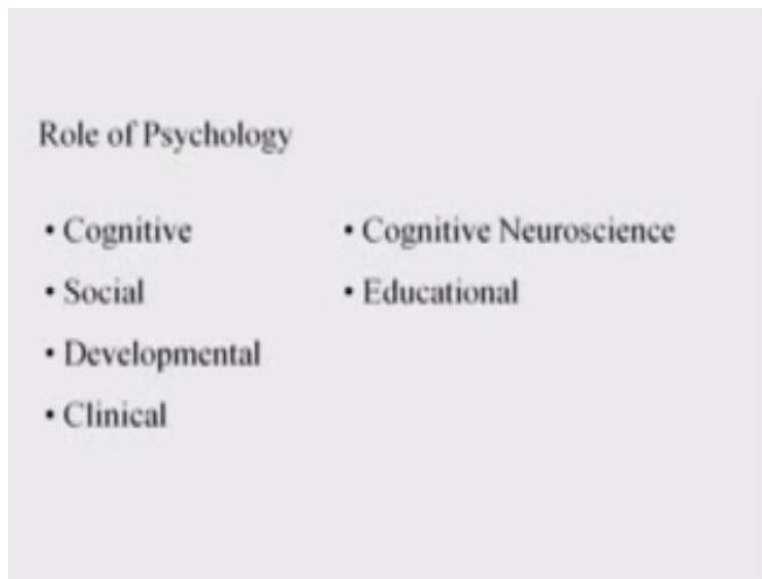 Role of Psychology
• Cognitive
• Social
• Developmental
• Clinical
• Cognitive Neuroscience
• Educational